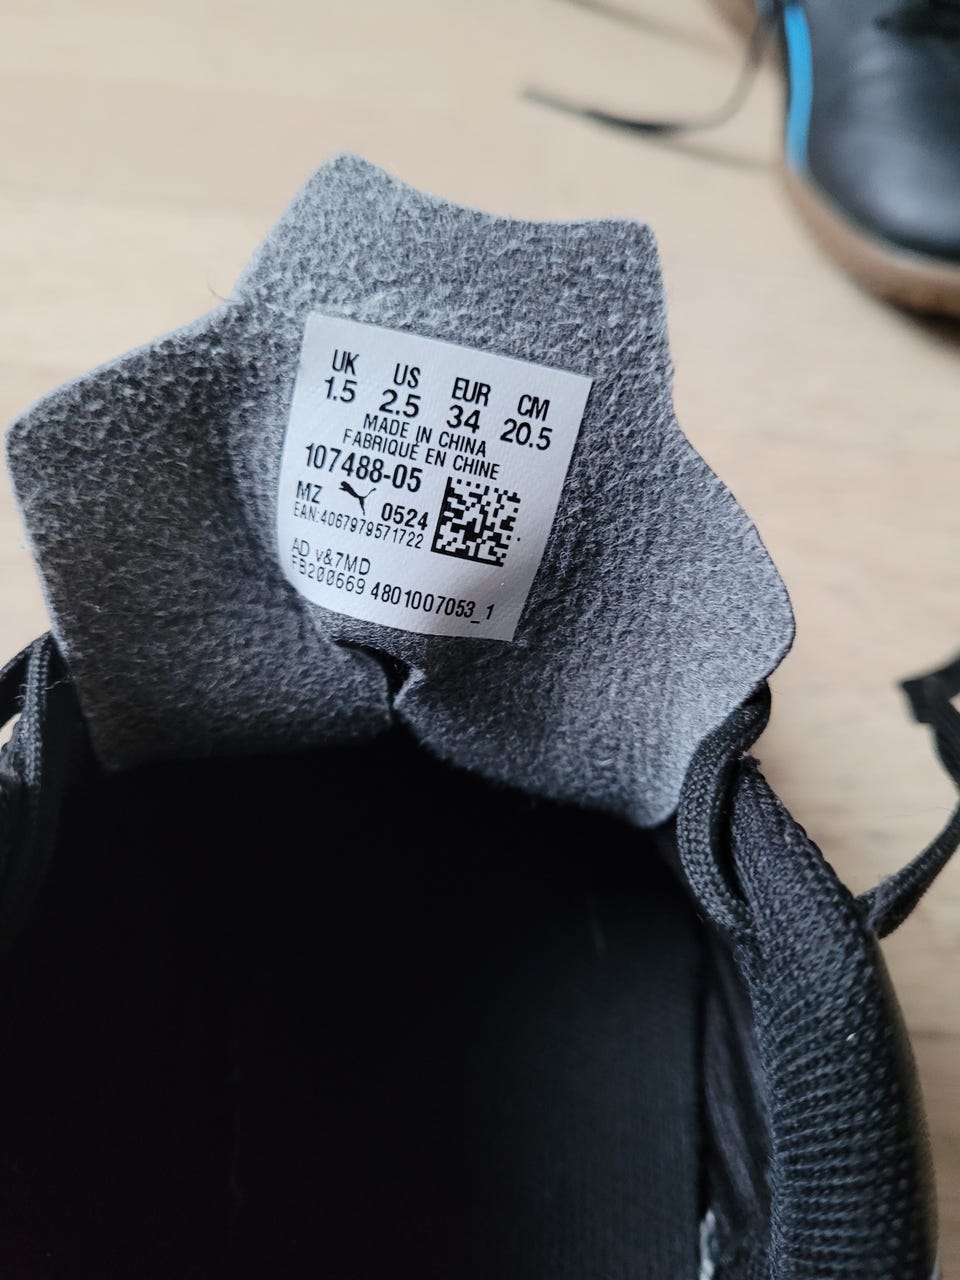 UK US EUR CM
1.5 2.5 34 20.5
MADE IN CHINA
FABRIQUÉ EN CHINE
107488-05
MZ 0524
EAN:4067979571722
AD v&7MD
FB200669 4801007053_1